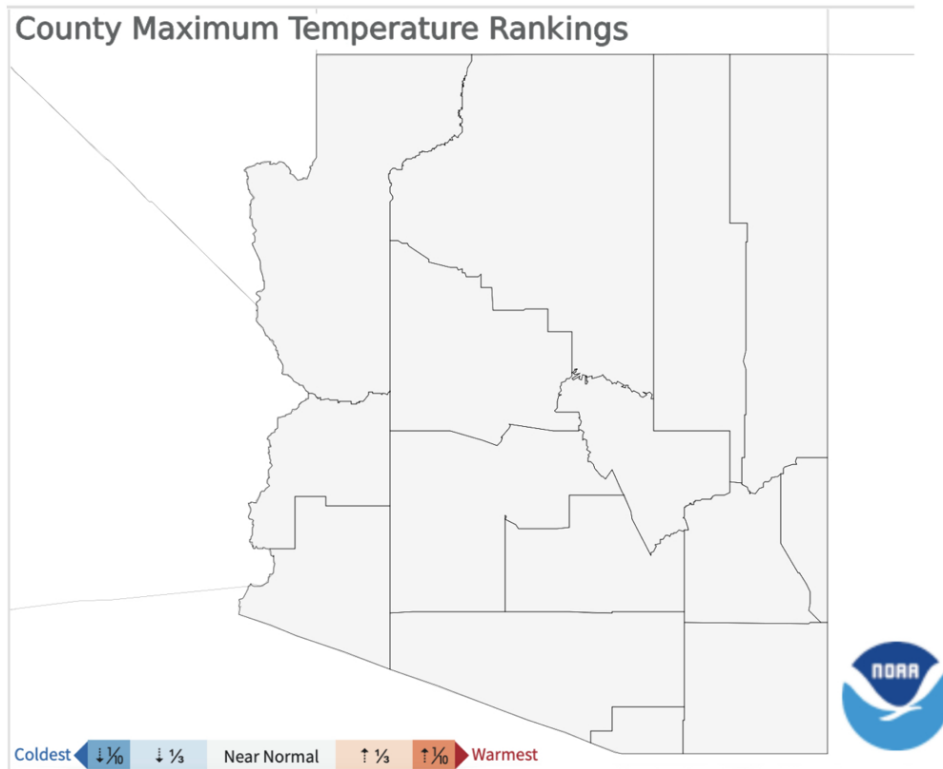 County Maximum Temperature Rankings
NOAA
Coldest ↓⅒ ↓⅓ Near Normal ↑⅓ ↑⅒ Warmest